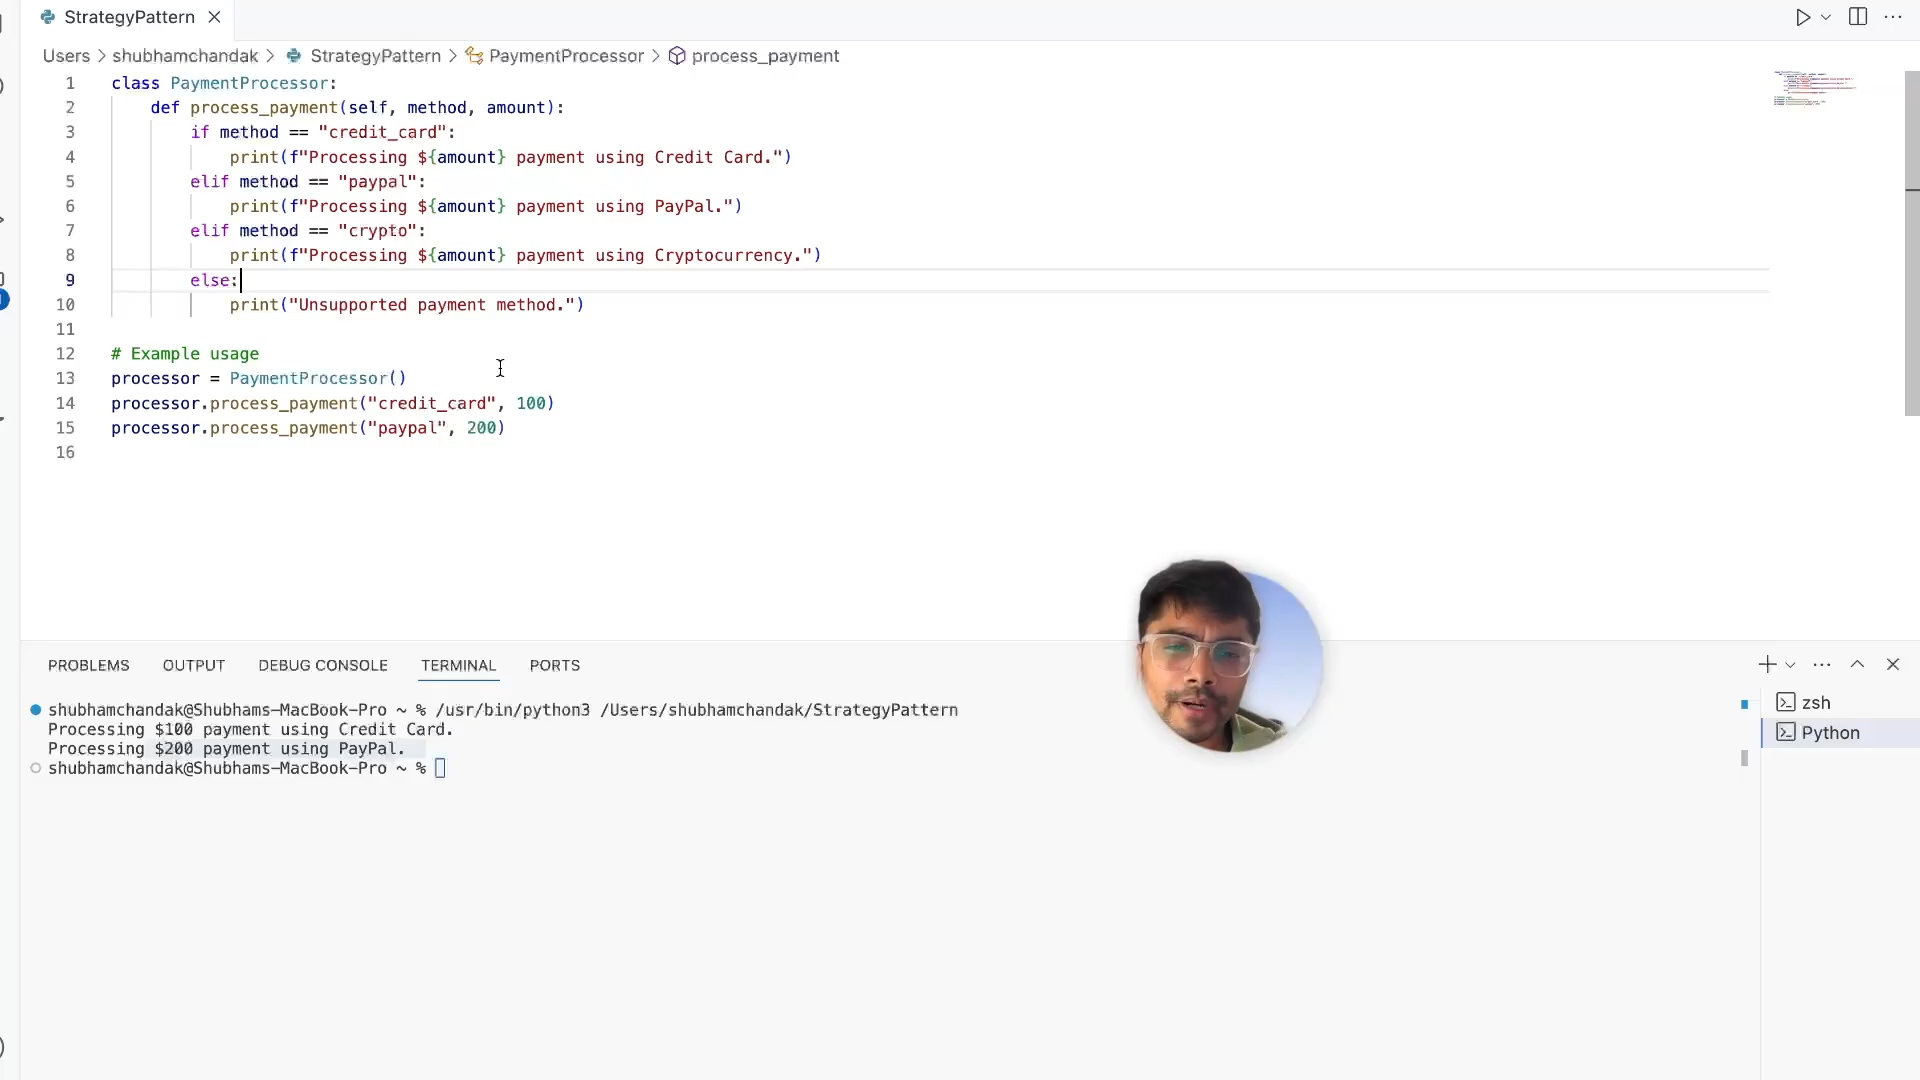 StrategyPattern
Users > shubhamchandak > StrategyPattern > PaymentProcessor > process_payment
1 class PaymentProcessor:
2     def process_payment(self, method, amount):
3         if method == "credit_card":
4             print(f"Processing ${amount} payment using Credit Card.")
5         elif method == "paypal":
6             print(f"Processing ${amount} payment using PayPal.")
7         elif method == "crypto":
8             print(f"Processing ${amount} payment using Cryptocurrency.")
9         else:
10             print("Unsupported payment method.")
11
12 # Example usage
13 processor = PaymentProcessor()
14 processor.process_payment("credit_card", 100)
15 processor.process_payment("paypal", 200)
16
PROBLEMS OUTPUT DEBUG CONSOLE TERMINAL PORTS
shubhamchandak@Shubhams-MacBook-Pro ~ % /usr/bin/python3 /Users/shubhamchandak/StrategyPattern
Processing $100 payment using Credit Card.
Processing $200 payment using PayPal.
shubhamchandak@Shubhams-MacBook-Pro ~ %
zsh
Python